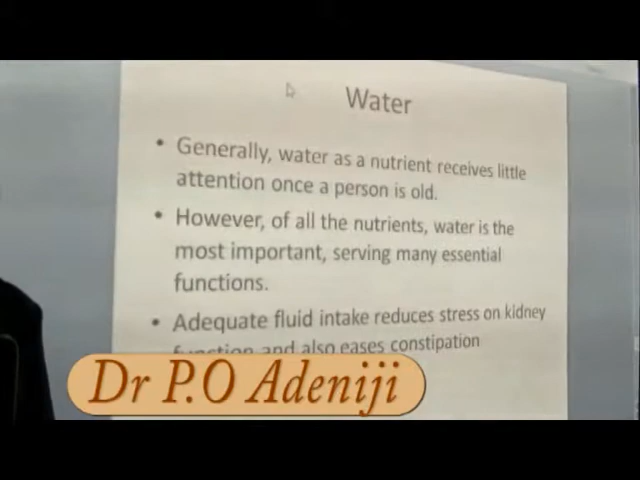 Water
• Generally, water as a nutrient receives little
attention once a person is old.
• However, of all the nutrients, water is the
most important, serving many essential
functions.
• Adequate fluid intake reduces stress on kidney
function and also eases constipation
Dr P.O Adeniji